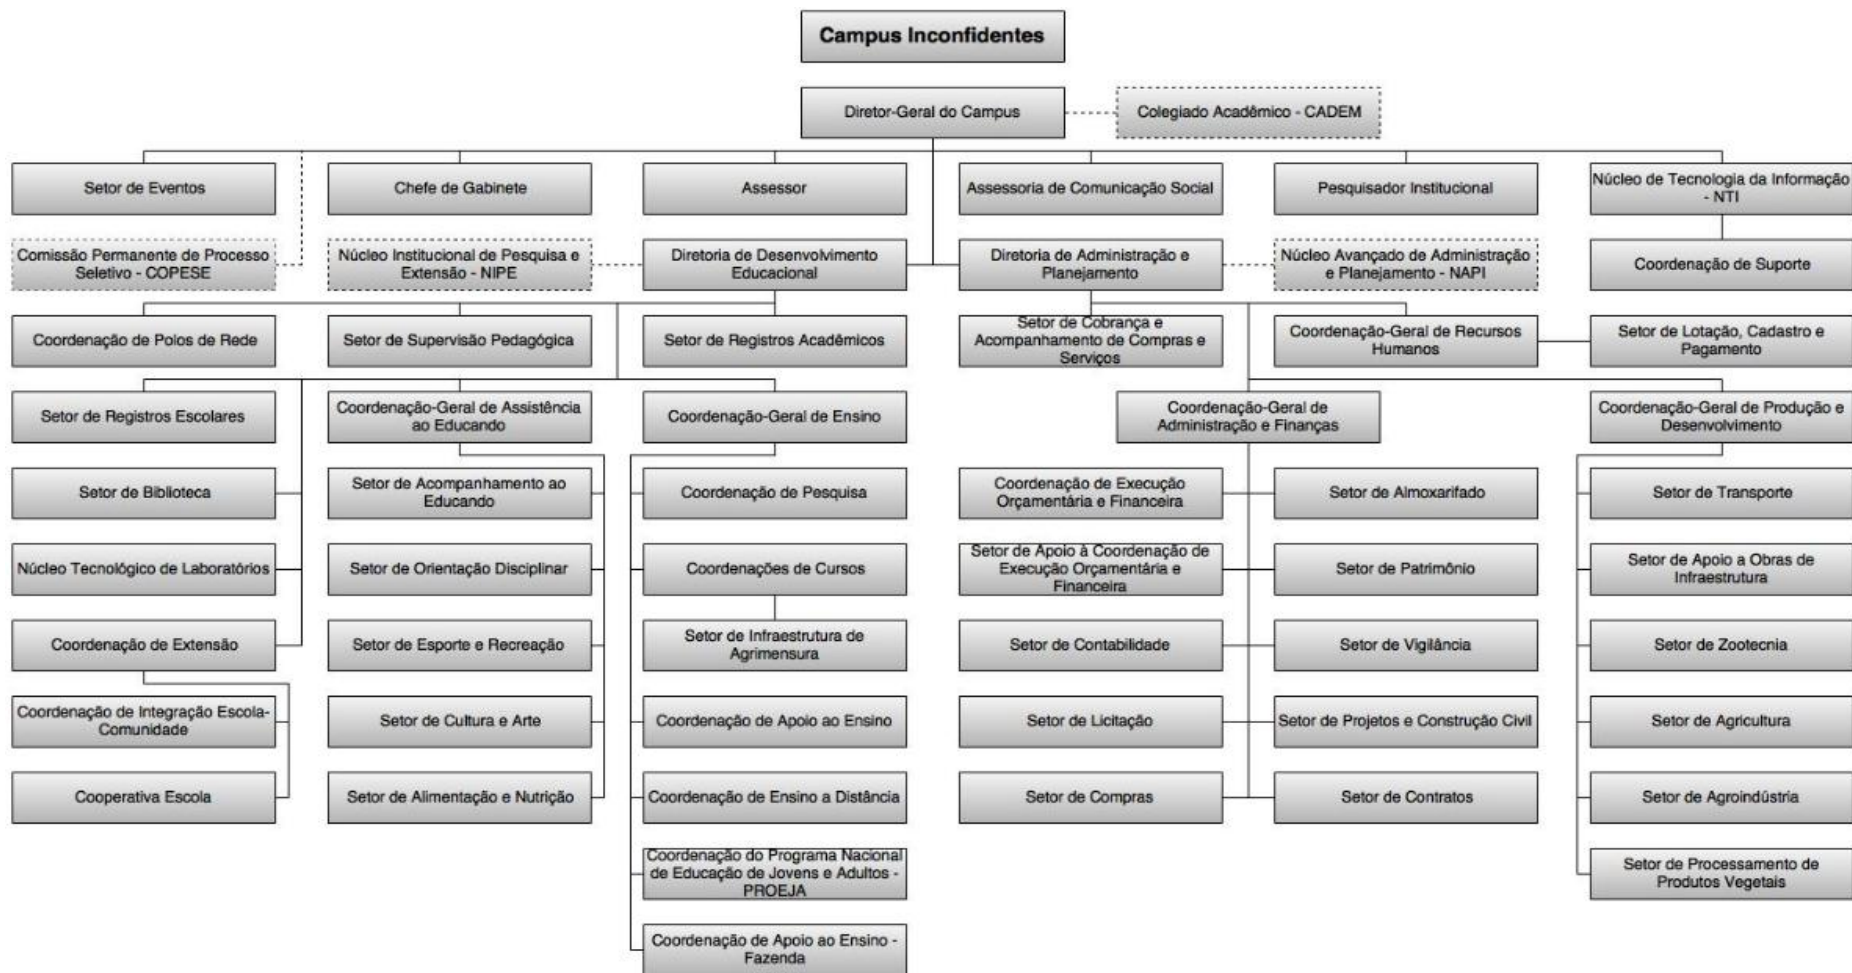 Campus Inconfidentes
Diretor-Geral do Campus
Colegiado Acadêmico - CADEM
Setor de Eventos
Chefe de Gabinete
Assessor
Assessoria de Comunicação Social
Pesquisador Institucional
Núcleo de Tecnologia da Informação
- NTI
Comissão Permanente de Processo
Seletivo - COPESE
Núcleo Institucional de Pesquisa e
Extensão - NIPE
Diretoria de Desenvolvimento
Educacional
Diretoria de Administração e
Planejamento
Núcleo Avançado de Administração
e Planejamento - NAPI
Coordenação de Suporte
Coordenação de Polos de Rede
Setor de Supervisão Pedagógica
Setor de Registros Acadêmicos
Setor de Cobrança e
Acompanhamento de Compras e
Serviços
Coordenação-Geral de Recursos
Humanos
Setor de Lotação, Cadastro e
Pagamento
Setor de Registros Escolares
Coordenação-Geral de Assistência
ao Educando
Coordenação-Geral de Ensino
Coordenação-Geral de
Administração e Finanças
Coordenação-Geral de Produção e
Desenvolvimento
Setor de Biblioteca
Setor de Acompanhamento ao
Educando
Coordenação de Pesquisa
Coordenação de Execução
Orçamentária e Financeira
Setor de Almoxarifado
Setor de Transporte
Núcleo Tecnológico de Laboratórios
Setor de Orientação Disciplinar
Coordenações de Cursos
Setor de Apoio à Coordenação de
Execução Orçamentária e
Financeira
Setor de Patrimônio
Setor de Apoio a Obras de
Infraestrutura
Coordenação de Extensão
Setor de Esporte e Recreação
Setor de Infraestrutura de
Agrimensura
Setor de Contabilidade
Setor de Vigilância
Setor de Zootecnia
Coordenação de Integração Escola-
Comunidade
Setor de Cultura e Arte
Coordenação de Apoio ao Ensino
Setor de Licitação
Setor de Projetos e Construção Civil
Setor de Agricultura
Cooperativa Escola
Setor de Alimentação e Nutrição
Coordenação de Ensino a Distância
Setor de Compras
Setor de Contratos
Setor de Agroindústria
Coordenação do Programa Nacional
de Educação de Jovens e Adultos -
PROEJA
Setor de Processamento de
Produtos Vegetais
Coordenação de Apoio ao Ensino -
Fazenda